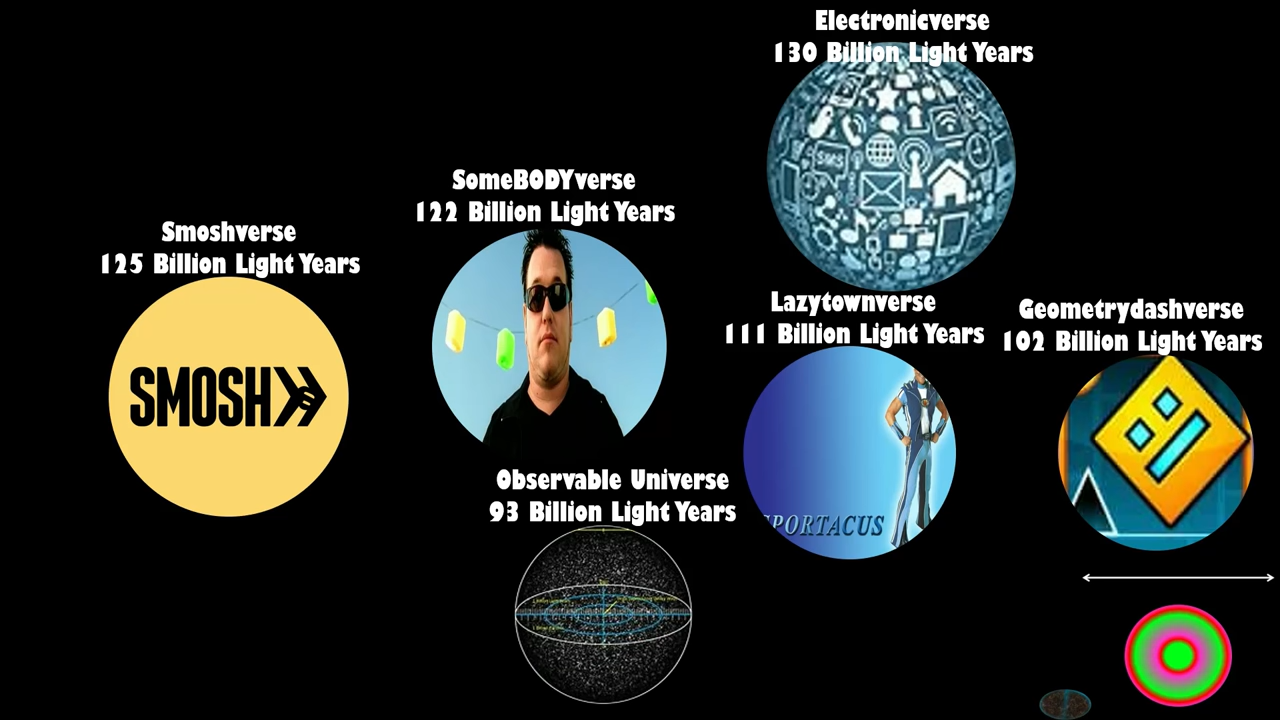 Electronicverse
130 Billion Light Years
SMS
SomeBODYverse
122 Billion Light Years
Smoshverse
125 Billion Light Years
SMOSH
Lazytownverse
111 Billion Light Years
SPORTACUS
Geometrydashverse
102 Billion Light Years
Observable Universe
93 Billion Light Years